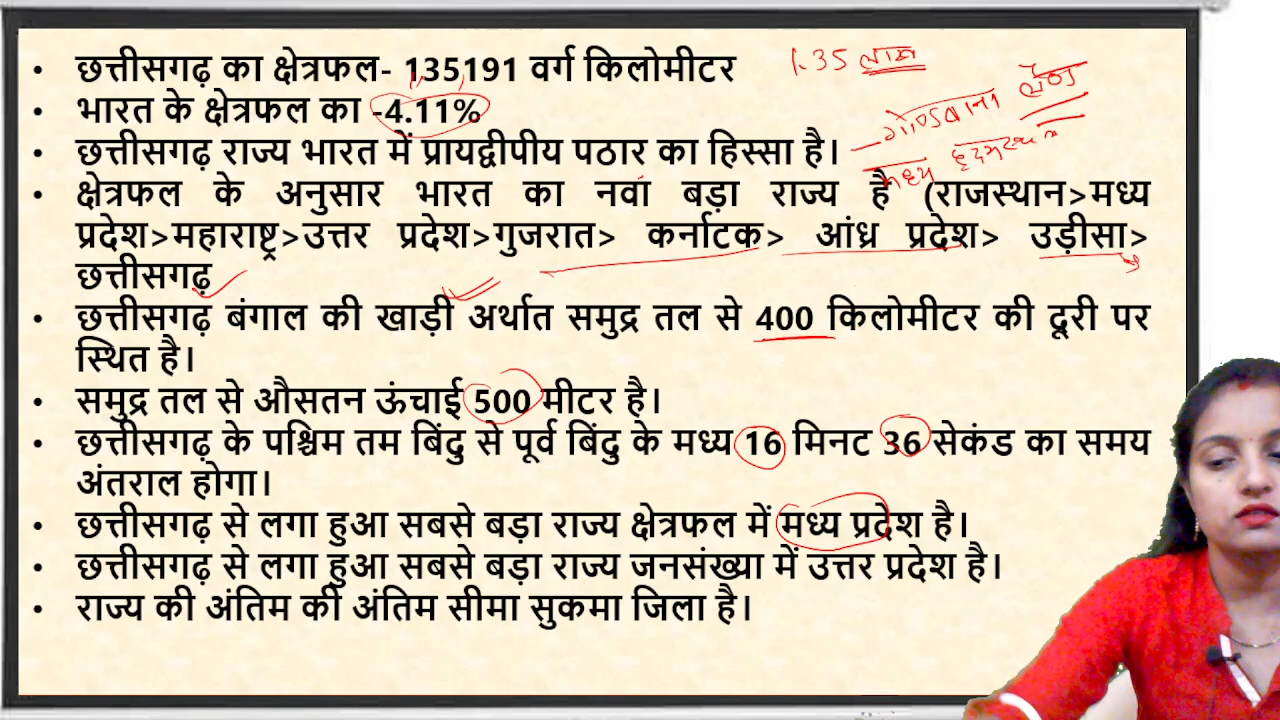 • छत्तीसगढ़ का क्षेत्रफल- 135191 वर्ग किलोमीटर
1.35 लाख
• भारत के क्षेत्रफल का -4.11%
गोण्डवाना
• छत्तीसगढ़ राज्य भारत में प्रायद्वीपीय पठार का हिस्सा है।
मध्य
• क्षेत्रफल के अनुसार भारत का नवां बड़ा राज्य है (राजस्थान>मध्य
प्रदेश>महाराष्ट्र>उत्तर प्रदेश>गुजरात> कर्नाटक> आंध्र प्रदेश> उड़ीसा>
छत्तीसगढ़
• छत्तीसगढ़ बंगाल की खाड़ी अर्थात समुद्र तल से 400 किलोमीटर की दूरी पर
स्थित है।
• समुद्र तल से औसतन ऊंचाई 500 मीटर है।
• छत्तीसगढ़ के पश्चिम तम बिंदु से पूर्व बिंदु के मध्य 16 मिनट 36 सेकंड का समय
अंतराल होगा।
• छत्तीसगढ़ से लगा हुआ सबसे बड़ा राज्य क्षेत्रफल में मध्य प्रदेश है।
• छत्तीसगढ़ से लगा हुआ सबसे बड़ा राज्य जनसंख्या में उत्तर प्रदेश है।
• राज्य की अंतिम की अंतिम सीमा सुकमा जिला है।